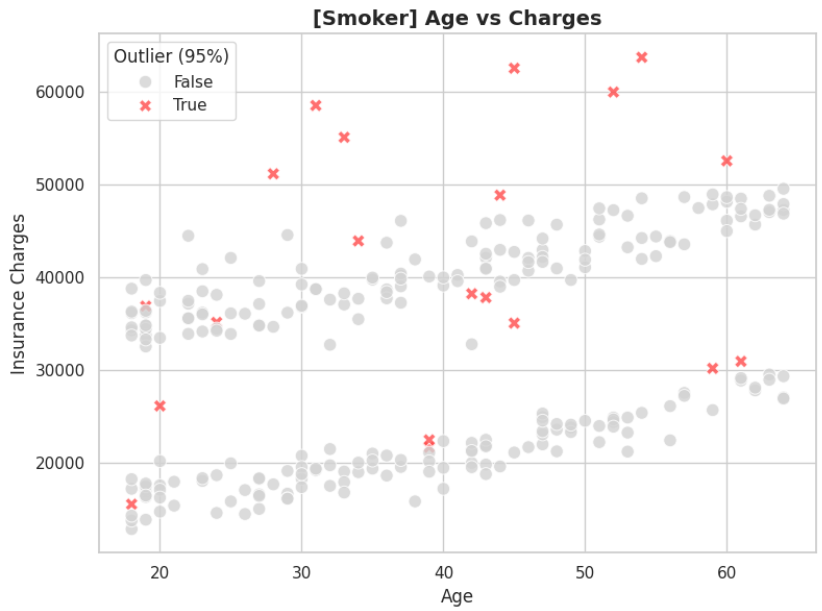 [Smoker] Age vs Charges
Outlier (95%)
False
True
Insurance Charges
60000
50000
40000
30000
20000
20 30 40 50 60
Age